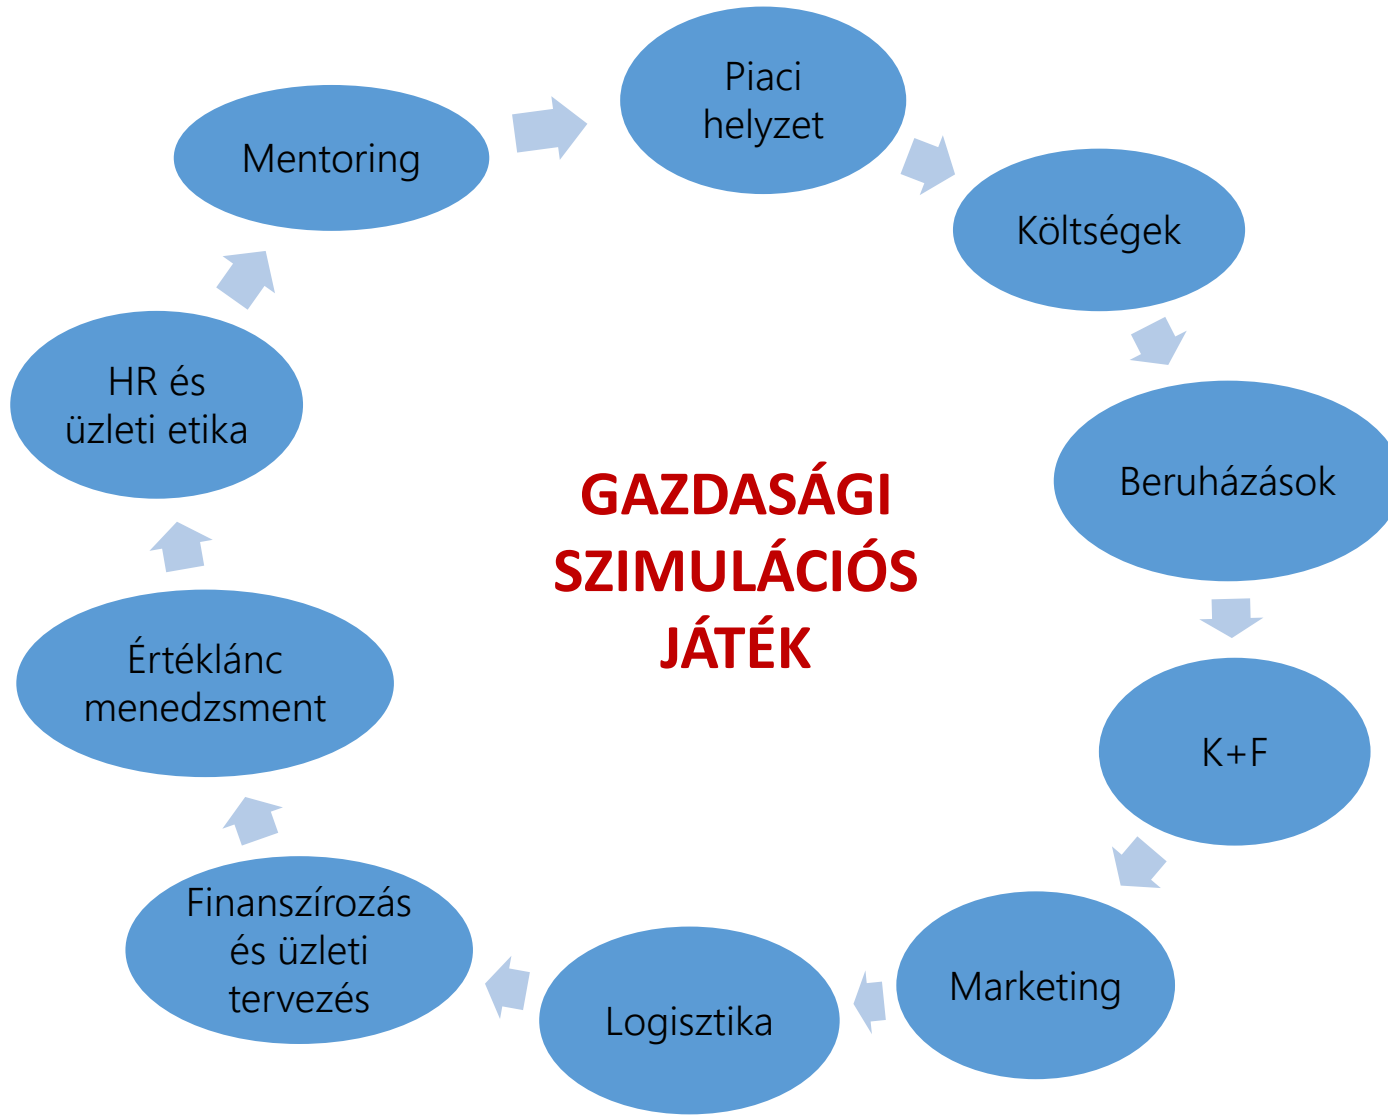 Piaci
helyzet
Költségek
Beruházások
K+F
Marketing
Logisztika
Finanszírozás
és üzleti
tervezés
Értéklánc
menedzsment
HR és
üzleti etika
Mentoring
GAZDASÁGI
SZIMULÁCIÓS
JÁTÉK